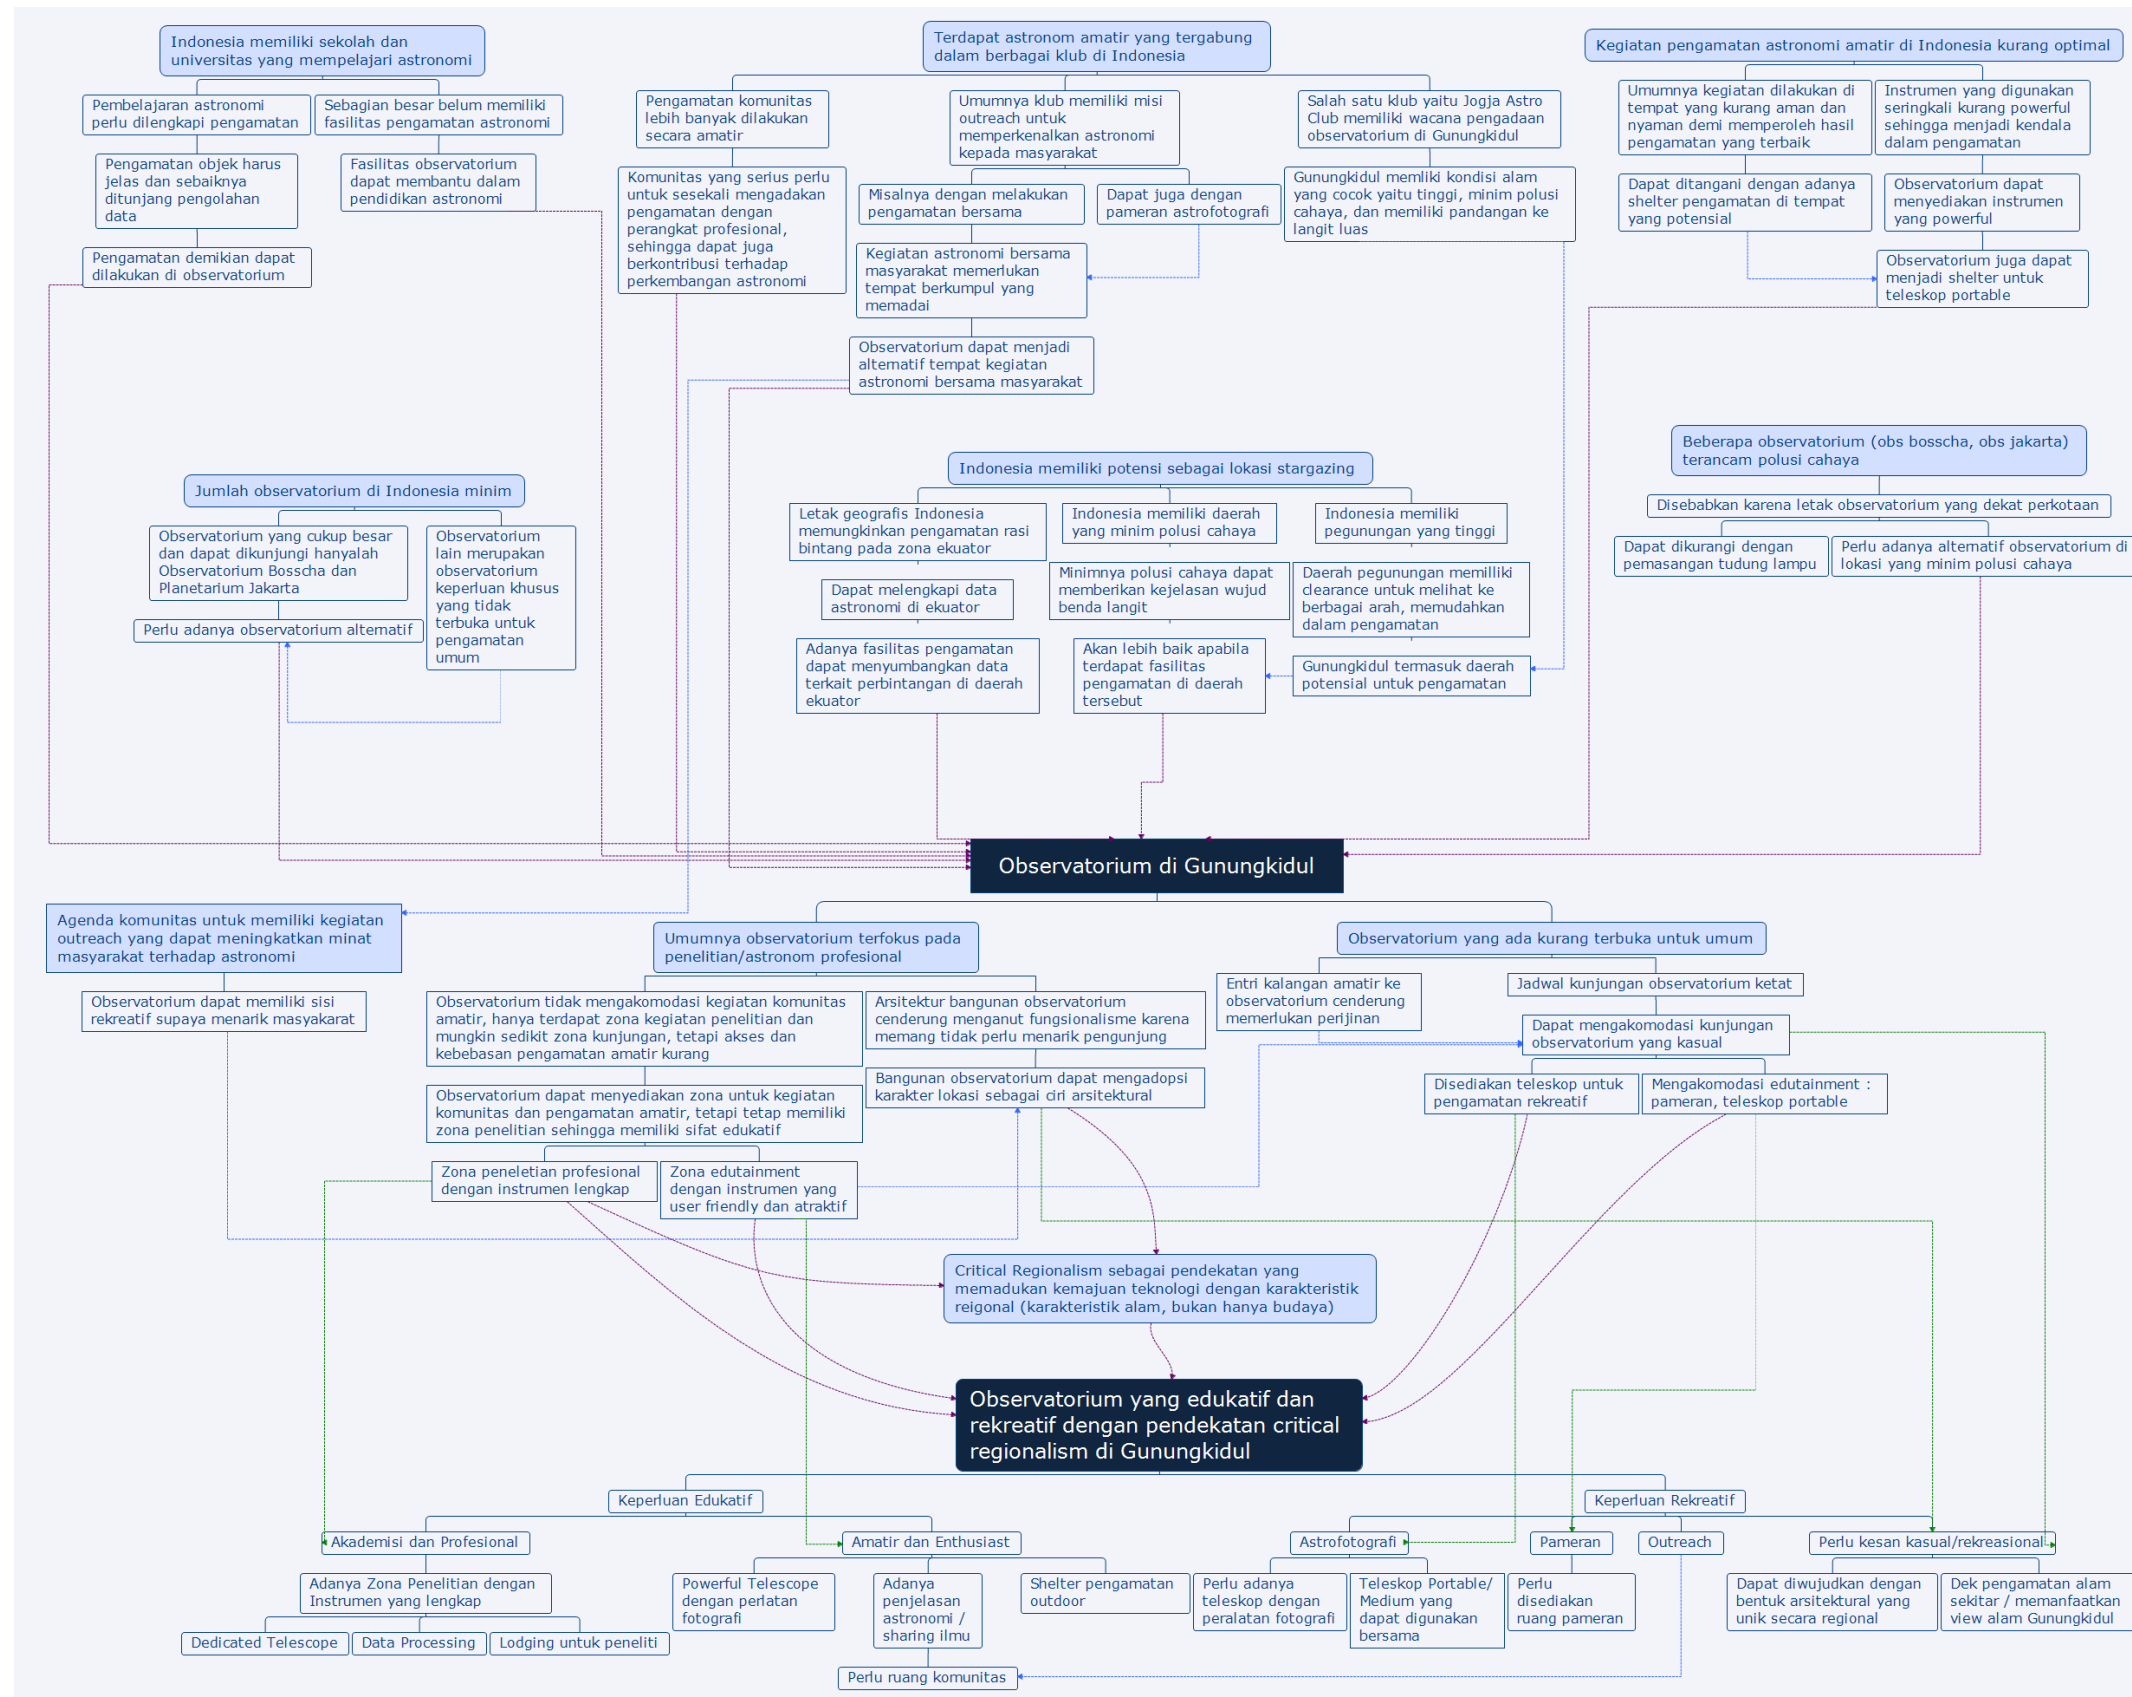 Indonesia memiliki sekolah dan
universitas yang mempelajari astronomi
Pembelajaran astronomi
perlu dilengkapi pengamatan
Sebagian besar belum memiliki
fasilitas pengamatan astronomi
Pengamatan objek harus
jelas dan sebaiknya
ditunjang pengolahan
data
Fasilitas observatorium
dapat membantu dalam
pendidikan astronomi
Pengamatan demikian dapat
dilakukan di observatorium
Terdapat astronom amatir yang tergabung
dalam berbagai klub di Indonesia
Pengamatan komunitas
lebih banyak dilakukan
secara amatir
Komunitas yang serius perlu
untuk sesekali mengadakan
pengamatan dengan
perangkat profesional,
sehingga dapat juga
berkontribusi terhadap
perkembangan astronomi
Umumnya klub memiliki misi
outreach untuk
memperkenalkan astronomi
kepada masyarakat
Misalnya dengan melakukan
pengamatan bersama
Dapat juga dengan
pameran astrofotografi
Kegiatan astronomi bersama
masyarakat memerlukan
tempat berkumpul yang
memadai
Observatorium dapat menjadi
alternatif tempat kegiatan
astronomi bersama masyarakat
Salah satu klub yaitu Jogja Astro
Club memiliki wacana pengadaan
observatorium di Gunungkidul
Gunungkidul memliki kondisi alam
yang cocok yaitu tinggi, minim polusi
cahaya, dan memiliki pandangan ke
langit luas
Kegiatan pengamatan astronomi amatir di Indonesia kurang optimal
Umumnya kegiatan dilakukan di
tempat yang kurang aman dan
nyaman demi memperoleh hasil
pengamatan yang terbaik
Instrumen yang digunakan
seringkali kurang powerful
sehingga menjadi kendala
dalam pengamatan
Dapat ditangani dengan adanya
shelter pengamatan di tempat
yang potensial
Observatorium dapat
menyediakan instrumen
yang powerful
Observatorium juga dapat
menjadi shelter untuk
teleskop portable
Jumlah observatorium di Indonesia minim
Observatorium yang cukup besar
dan dapat dikunjungi hanyalah
Observatorium Bosscha dan
Planetarium Jakarta
Perlu adanya observatorium alternatif
Observatorium
lain merupakan
observatorium
keperluan khusus
yang tidak
terbuka untuk
pengamatan
umum
Indonesia memiliki potensi sebagai lokasi stargazing
Letak geografis Indonesia
memungkinkan pengamatan rasi
bintang pada zona ekuator
Dapat melengkapi data
astronomi di ekuator
Adanya fasilitas pengamatan
dapat menyumbangkan data
terkait perbintangan di daerah
ekuator
Indonesia memiliki daerah
yang minim polusi cahaya
Minimnya polusi cahaya dapat
memberikan kejelasan wujud
benda langit
Akan lebih baik apabila
terdapat fasilitas
pengamatan di daerah
tersebut
Indonesia memiliki
pegunungan yang tinggi
Daerah pegunungan memilliki
clearance untuk melihat ke
berbagai arah, memudahkan
dalam pengamatan
Gunungkidul termasuk daerah
potensial untuk pengamatan
Beberapa observatorium (obs bosscha, obs jakarta)
terancam polusi cahaya
Disebabkan karena letak observatorium yang dekat perkotaan
Dapat dikurangi dengan
pemasangan tudung lampu
Perlu adanya alternatif observatorium di
lokasi yang minim polusi cahaya
Observatorium di Gunungkidul
Agenda komunitas untuk memiliki kegiatan
outreach yang dapat meningkatkan minat
masyarakat terhadap astronomi
Observatorium dapat memiliki sisi
rekreatif supaya menarik masyakarat
Umumnya observatorium terfokus pada
penelitian/astronom profesional
Observatorium tidak mengakomodasi kegiatan komunitas
amatir, hanya terdapat zona kegiatan penelitian dan
mungkin sedikit zona kunjungan, tetapi akses dan
kebebasan pengamatan amatir kurang
Observatorium dapat menyediakan zona untuk kegiatan
komunitas dan pengamatan amatir, tetapi tetap memiliki
zona penelitian sehingga memiliki sifat edukatif
Zona peneletian profesional
dengan instrumen lengkap
Zona edutainment
dengan instrumen yang
user friendly dan atraktif
Arsitektur bangunan observatorium
cenderung menganut fungsionalisme karena
memang tidak perlu menarik pengunjung
Bangunan observatorium dapat mengadopsi
karakter lokasi sebagai ciri arsitektural
Observatorium yang ada kurang terbuka untuk umum
Entri kalangan amatir ke
observatorium cenderung
memerlukan perijinan
Jadwal kunjungan observatorium ketat
Dapat mengakomodasi kunjungan
observatorium yang kasual
Disediakan teleskop untuk
pengamatan rekreatif
Mengakomodasi edutainment :
pameran, teleskop portable
Critical Regionalism sebagai pendekatan yang
memadukan kemajuan teknologi dengan karakteristik
reigonal (karakteristik alam, bukan hanya budaya)
Observatorium yang edukatif dan
rekreatif dengan pendekatan critical
regionalism di Gunungkidul
Keperluan Edukatif
Akademisi dan Profesional
Adanya Zona Penelitian dengan
Instrumen yang lengkap
Dedicated Telescope
Data Processing
Lodging untuk peneliti
Amatir dan Enthusiast
Powerful Telescope
dengan perlatan
fotografi
Adanya
penjelasan
astronomi /
sharing ilmu
Shelter pengamatan
outdoor
Perlu ruang komunitas
Keperluan Rekreatif
Astrofotografi
Perlu adanya
teleskop dengan
peralatan fotografi
Teleskop Portable/
Medium yang
dapat digunakan
bersama
Pameran
Perlu
disediakan
ruang pameran
Outreach
Perlu kesan kasual/rekreasional
Dapat diwujudkan dengan
bentuk arsitektural yang
unik secara regional
Dek pengamatan alam
sekitar / memanfaatkan
view alam Gunungkidul